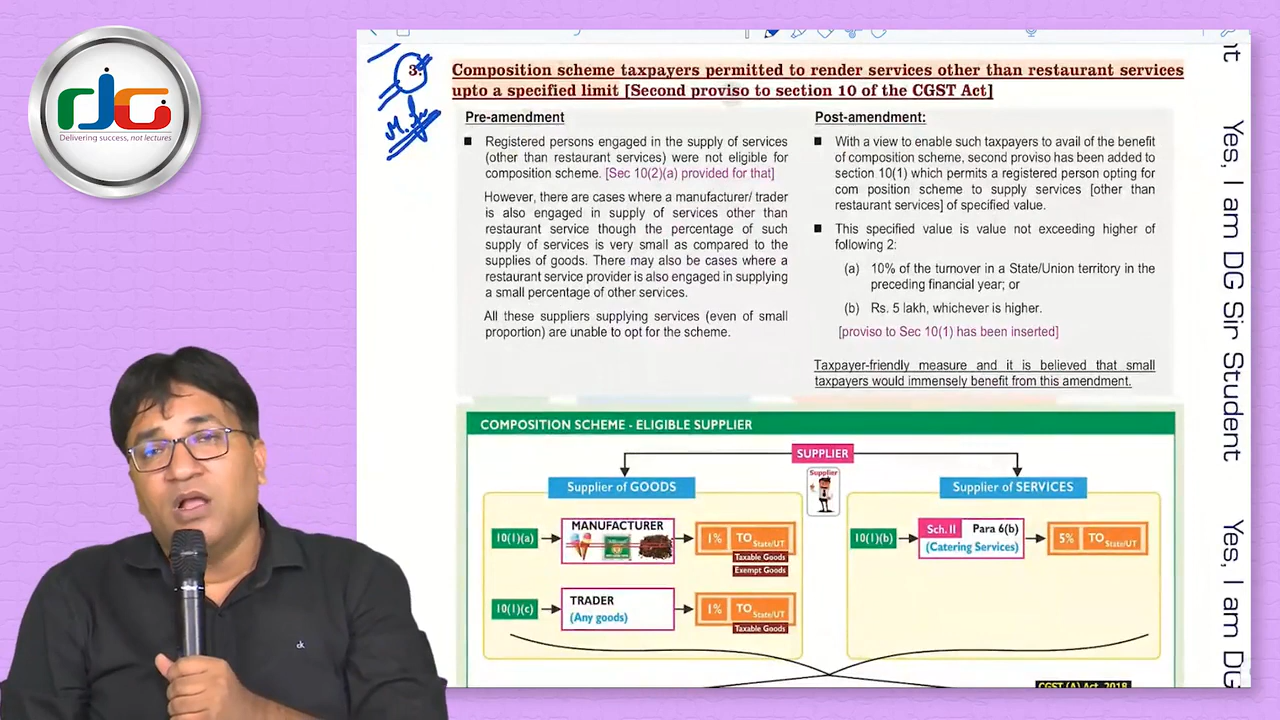 DG
Delivering success, not lectures
3.
Composition scheme taxpayers permitted to render services other than restaurant services
upto a specified limit [Second proviso to section 10 of the CGST Act]
Pre-amendment
■ Registered persons engaged in the supply of services
(other than restaurant services) were not eligible for
composition scheme. [Sec 10(2)(a) provided for that]
However, there are cases where a manufacturer/ trader
is also engaged in supply of services other than
restaurant service though the percentage of such
supply of services is very small as compared to the
supplies of goods. There may also be cases where a
restaurant service provider is also engaged in supplying
a small percentage of other services.
All these suppliers supplying services (even of small
proportion) are unable to opt for the scheme.
Post-amendment:
■ With a view to enable such taxpayers to avail of the benefit
of composition scheme, second proviso has been added to
section 10(1) which permits a registered person opting for
com position scheme to supply services [other than
restaurant services] of specified value.
■ This specified value is value not exceeding higher of
following 2:
(a) 10% of the turnover in a State/Union territory in the
preceding financial year; or
(b) Rs. 5 lakh, whichever is higher.
[proviso to Sec 10(1) has been inserted]
Taxpayer-friendly measure and it is believed that small
taxpayers would immensely benefit from this amendment.
COMPOSITION SCHEME - ELIGIBLE SUPPLIER
SUPPLIER
Supplier
Supplier of GOODS
10(1)(a)
MANUFACTURER
1% TO State/UT
Taxable Goods
Exempt Goods
10(1)(c)
TRADER
(Any goods)
1% TO State/UT
Taxable Goods
Supplier of SERVICES
10(1)(b)
Sch. II Para 6(b)
(Catering Services)
5% TO State/UT
CGST (A) Act, 2018
nt
Yes, I am DG Sir Student
Yes, I am DG
dk